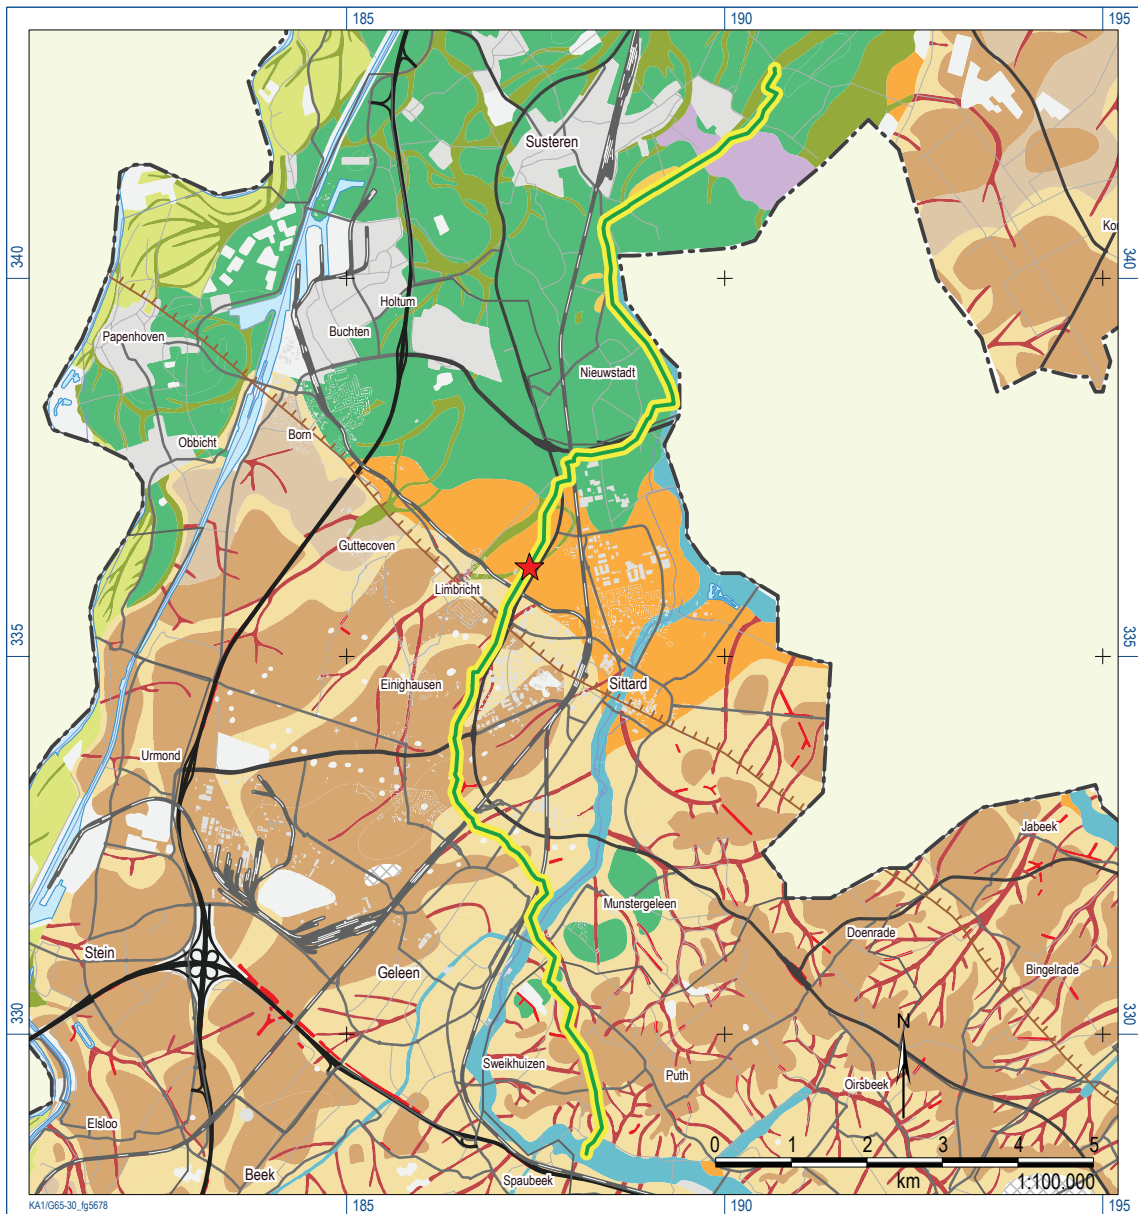 185
190
195
Susteren
Kor
340
340
Holtum
Papenhoven
Buchten
Nieuwstadt
Obbicht
Born
Guttecoven
Limbricht
335
335
Einighausen
Sittard
Urmond
Jabeek
Munstergeleen
Doenrade
Stein
Geleen
Bingelrade
330
330
N
Sweikhuizen
Puth
Oirsbeek
Elsloo
0 1 2 3 4 5
km
1:100.000
Beek
Spaubeek
KA1/G65-30_fg5678
185
190
195